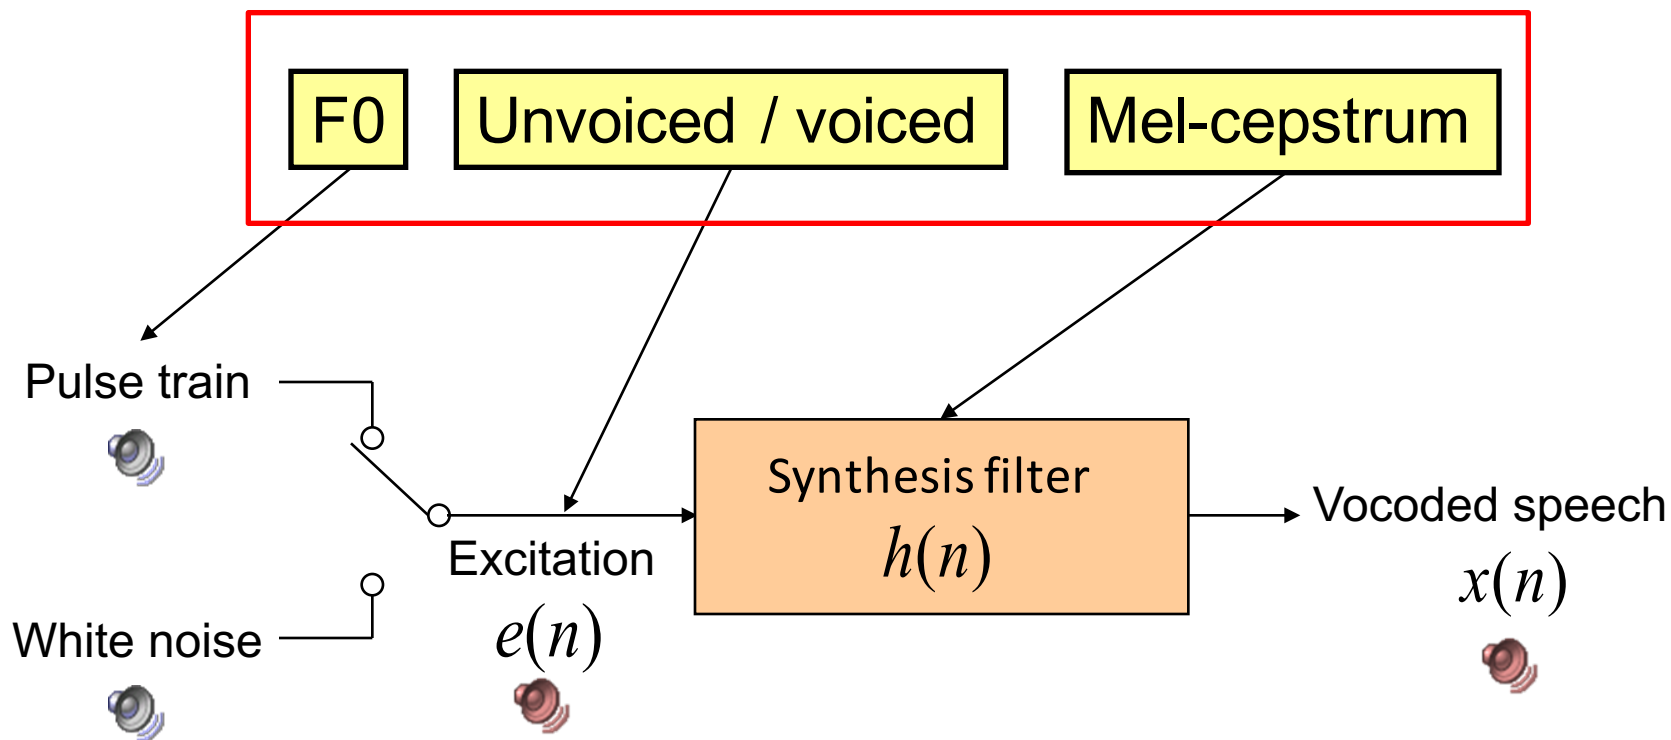 F0
Unvoiced / voiced
Mel-cepstrum
Pulse train
Synthesis filter
h(n)
Vocoded speech
x(n)
Excitation
e(n)
White noise